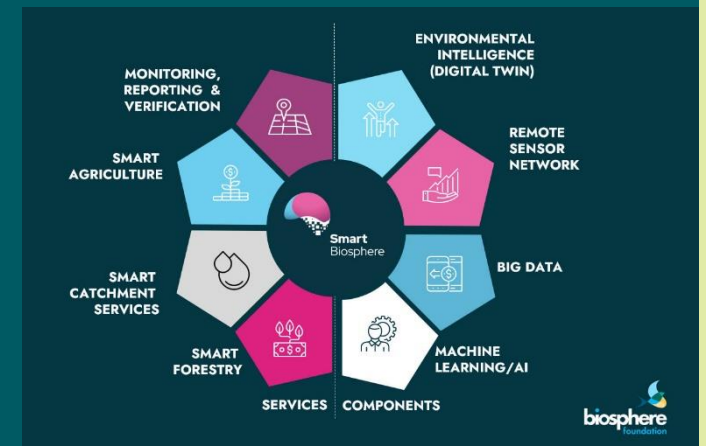 MONITORING,
REPORTING &
VERIFICATION
ENVIRONMENTAL
INTELLIGENCE
(DIGITAL TWIN)
SMART
AGRICULTURE
REMOTE
SENSOR
NETWORK
Smart
Biosphere
SMART
CATCHMENT
SERVICES
BIG DATA
SMART
FORESTRY
MACHINE
LEARNING/AI
SERVICES
COMPONENTS
biosphere
foundation